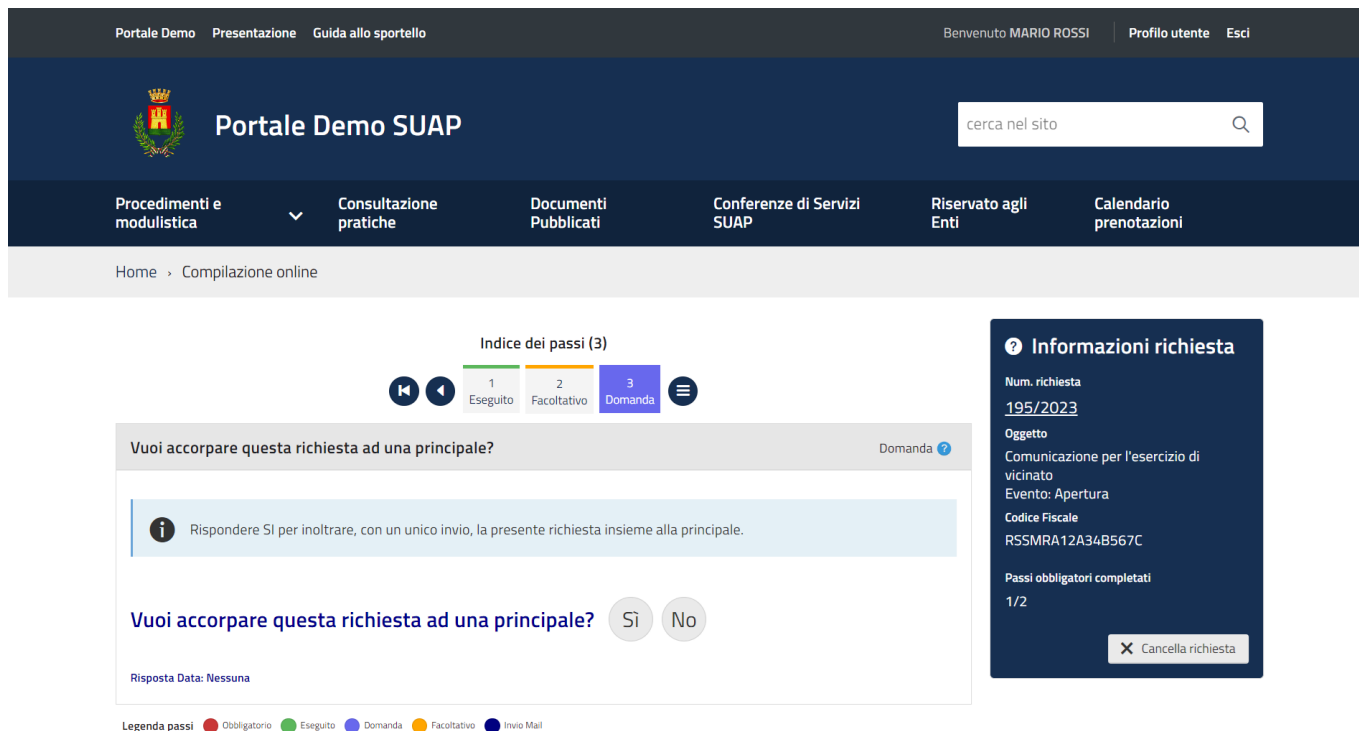 Portale Demo Presentazione Guida allo sportello Benvenuto MARIO ROSSI Profilo utente Esci
Portale Demo SUAP
cerca nel sito
Procedimenti e modulistica
Consultazione pratiche
Documenti Pubblicati
Conferenze di Servizi SUAP
Riservato agli Enti
Calendario prenotazioni
Home › Compilazione online
Indice dei passi (3)
1 Eseguito
2 Facoltativo
3 Domanda
Vuoi accorpare questa richiesta ad una principale? Domanda
Rispondere SI per inoltrare, con un unico invio, la presente richiesta insieme alla principale.
Vuoi accorpare questa richiesta ad una principale? Sì No
Risposta Data: Nessuna
Legenda passi Obbligatorio Eseguito Domanda Facoltativo Invio Mail
Informazioni richiesta
Num. richiesta
195/2023
Oggetto
Comunicazione per l'esercizio di
vicinato
Evento: Apertura
Codice Fiscale
RSSMRA12A34B567C
Passi obbligatori completati
1/2
Cancella richiesta